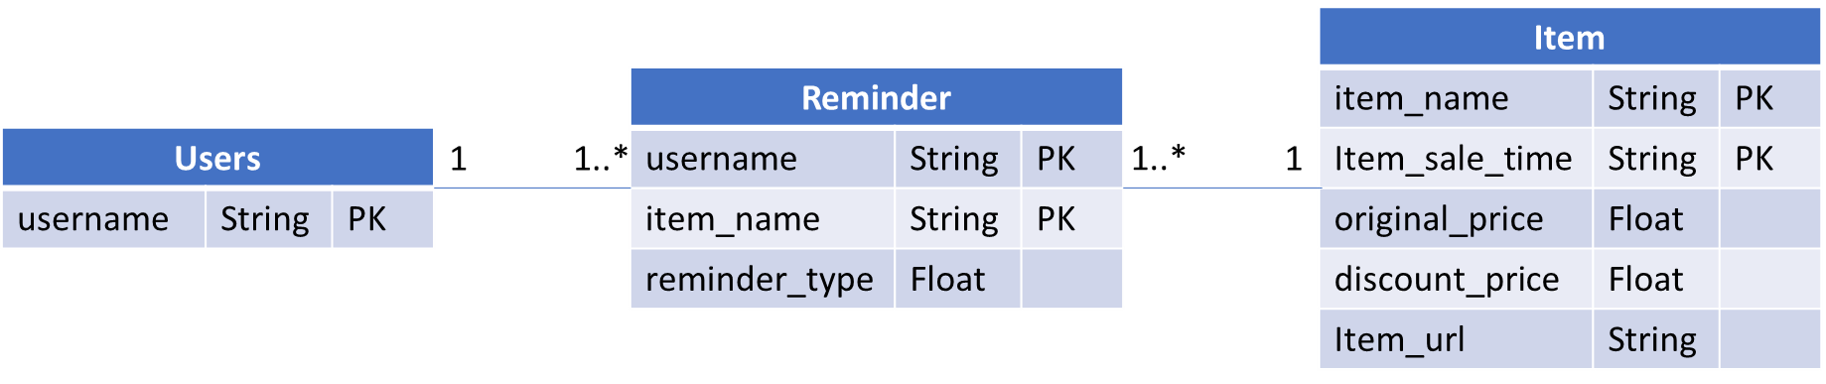 Users
username String PK
1 1..*
Reminder
username String PK
item_name String PK
reminder_type Float
1..* 1
Item
item_name String PK
Item_sale_time String PK
original_price Float
discount_price Float
Item_url String